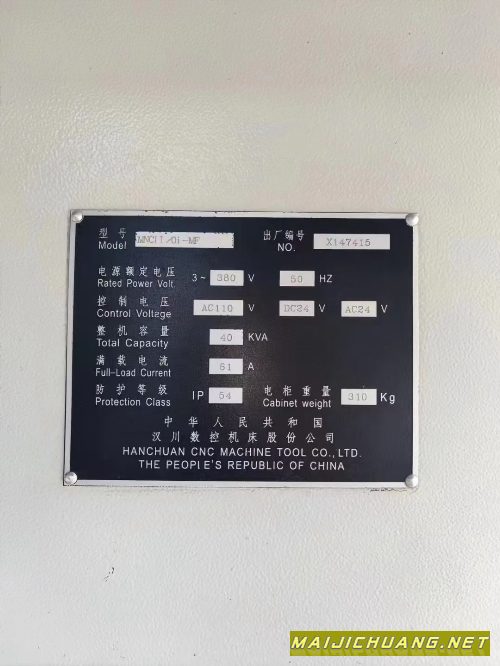 型号 出厂编号
Model MNC(T)/0i-MF NO. X147415
电源额定电压 3~ 380 V 50 HZ
Rated Power Volt.
控制电压 AC110 V DC24 V AC24 V
Control Voltage
整机容量 40 KVA
Total Capacity
满载电流 61 A
Full-Load Current
防护等级 IP 54 电柜重量 310 Kg
Protection Class Cabinet weight
中华人民共和国
汉川数控机床股份公司
HANCHUAN CNC MACHINE TOOL CO., LTD.
THE PEOPLE'S REPUBLIC OF CHINA
MAIJICHUANG.NET